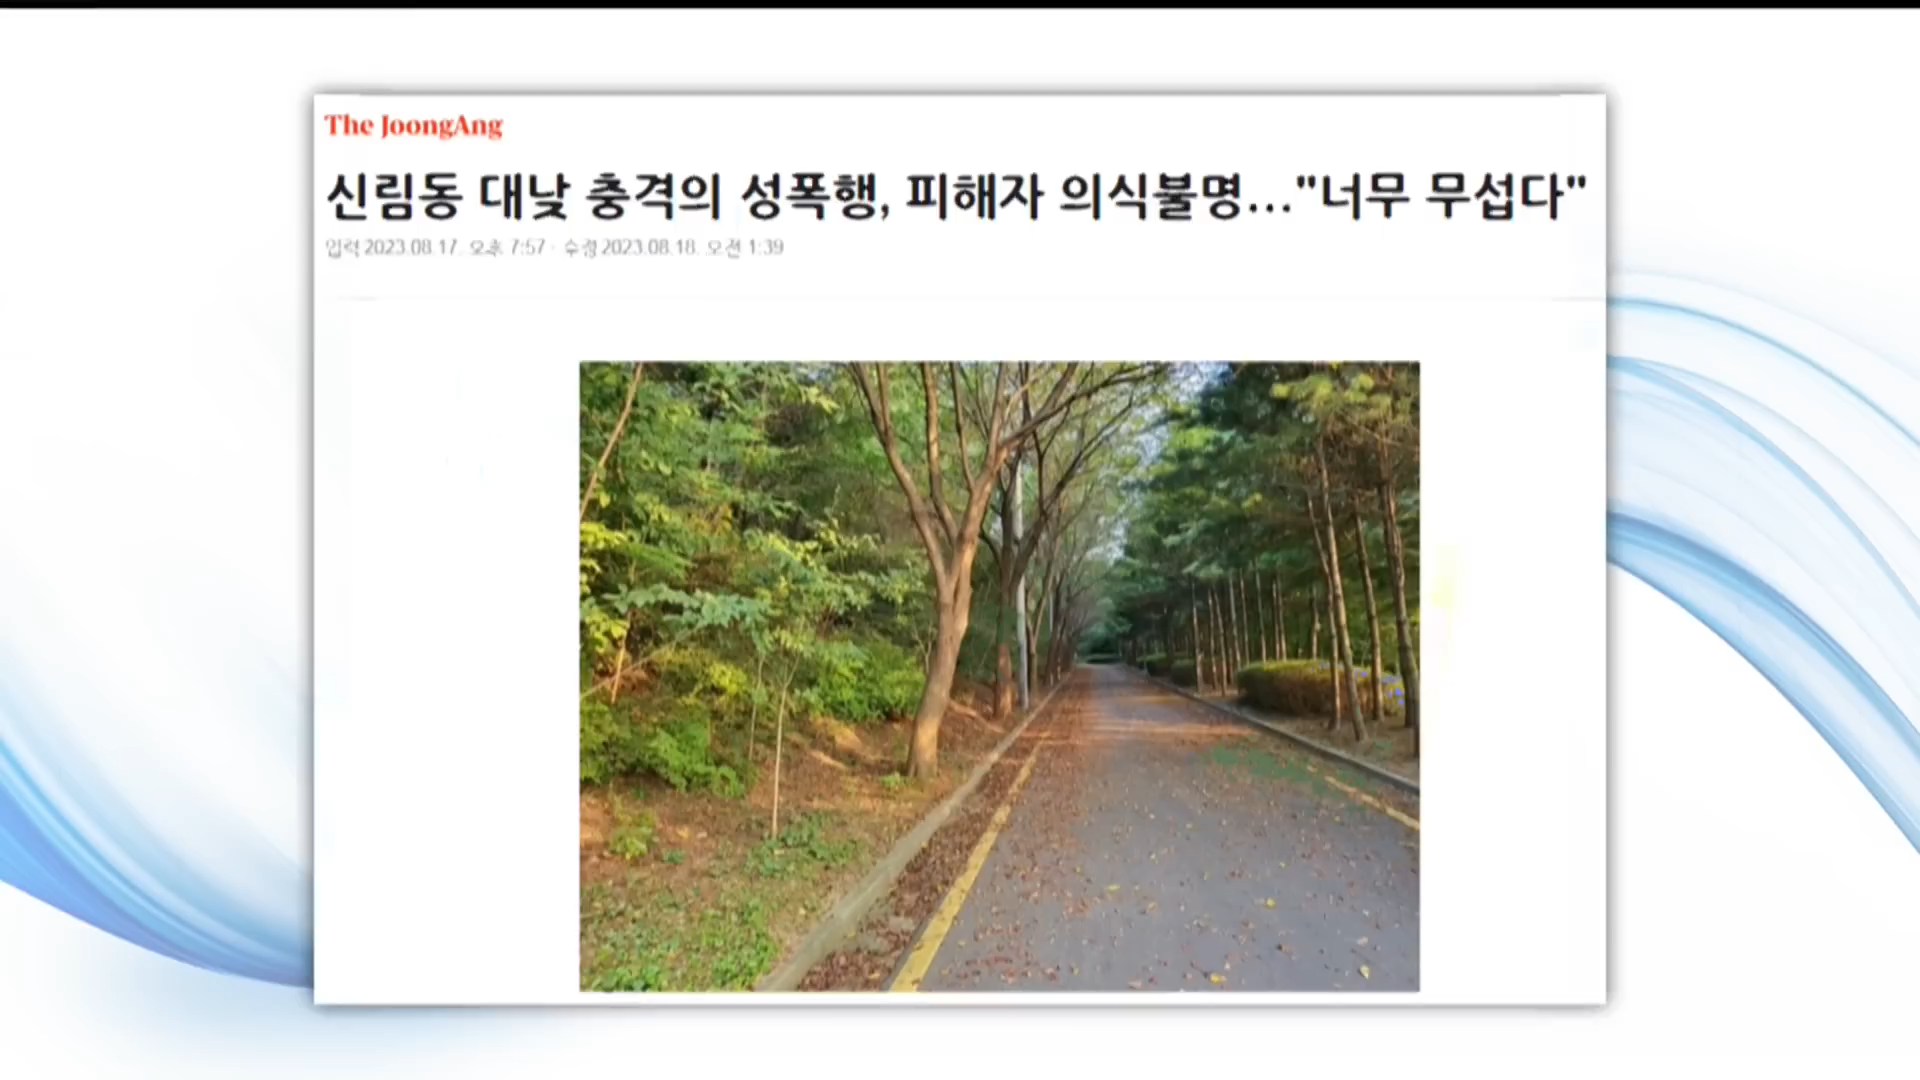 The JoongAng
신림동 대낮 충격의 성폭행, 피해자 의식불명..."너무 무섭다"
입력 2023.08.17. 오후 7:57 · 수정 2023.08.18. 오전 1:39